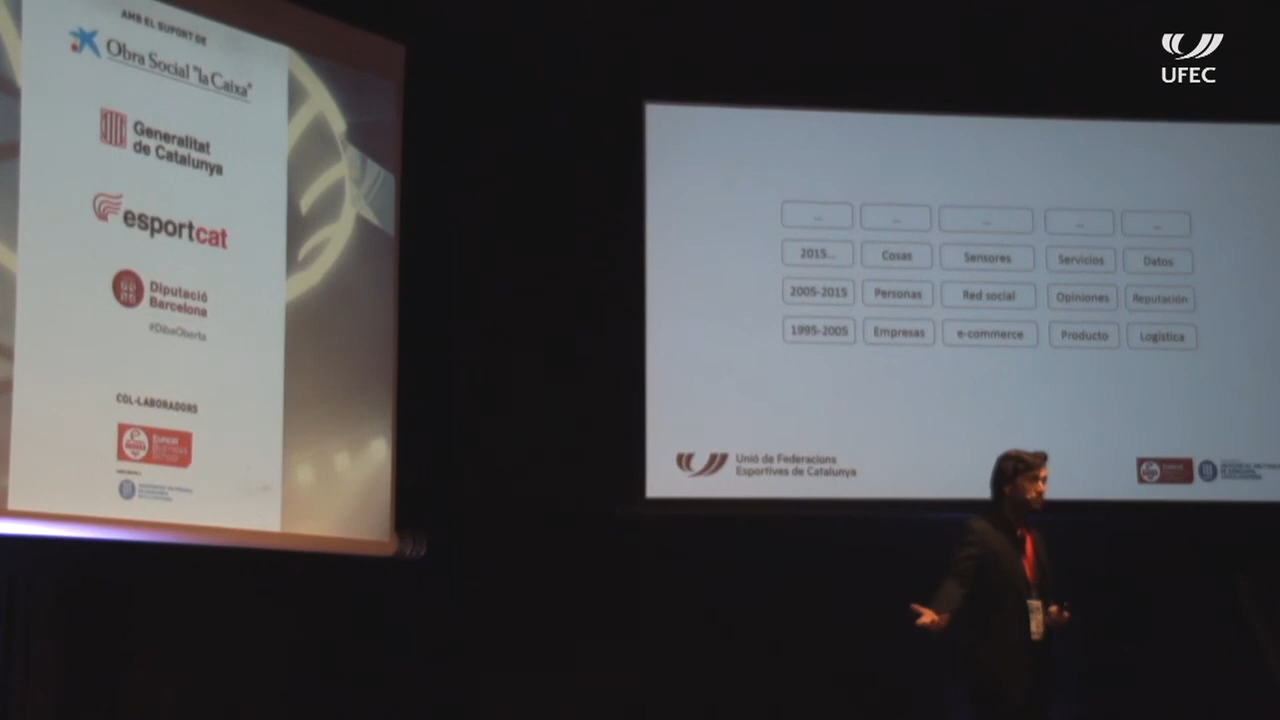 AMB EL SUPORT DE
Obra Social "la Caixa"
Generalitat
de Catalunya
esportcat
Diputació
Barcelona
#DibaOberta
COL·LABORADORS
UFEC
... ... ... ... ...
2015... Cosas Sensores Servicios Datos
2005-2015 Personas Red social Opiniones Reputación
1995-2005 Empresas e-commerce Producto Logística
Unió de Federacions
Esportives de Catalunya